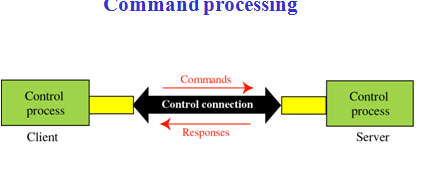 Command processing
Commands
Control
process
Control connection
Control
process
Responses
Client
Server